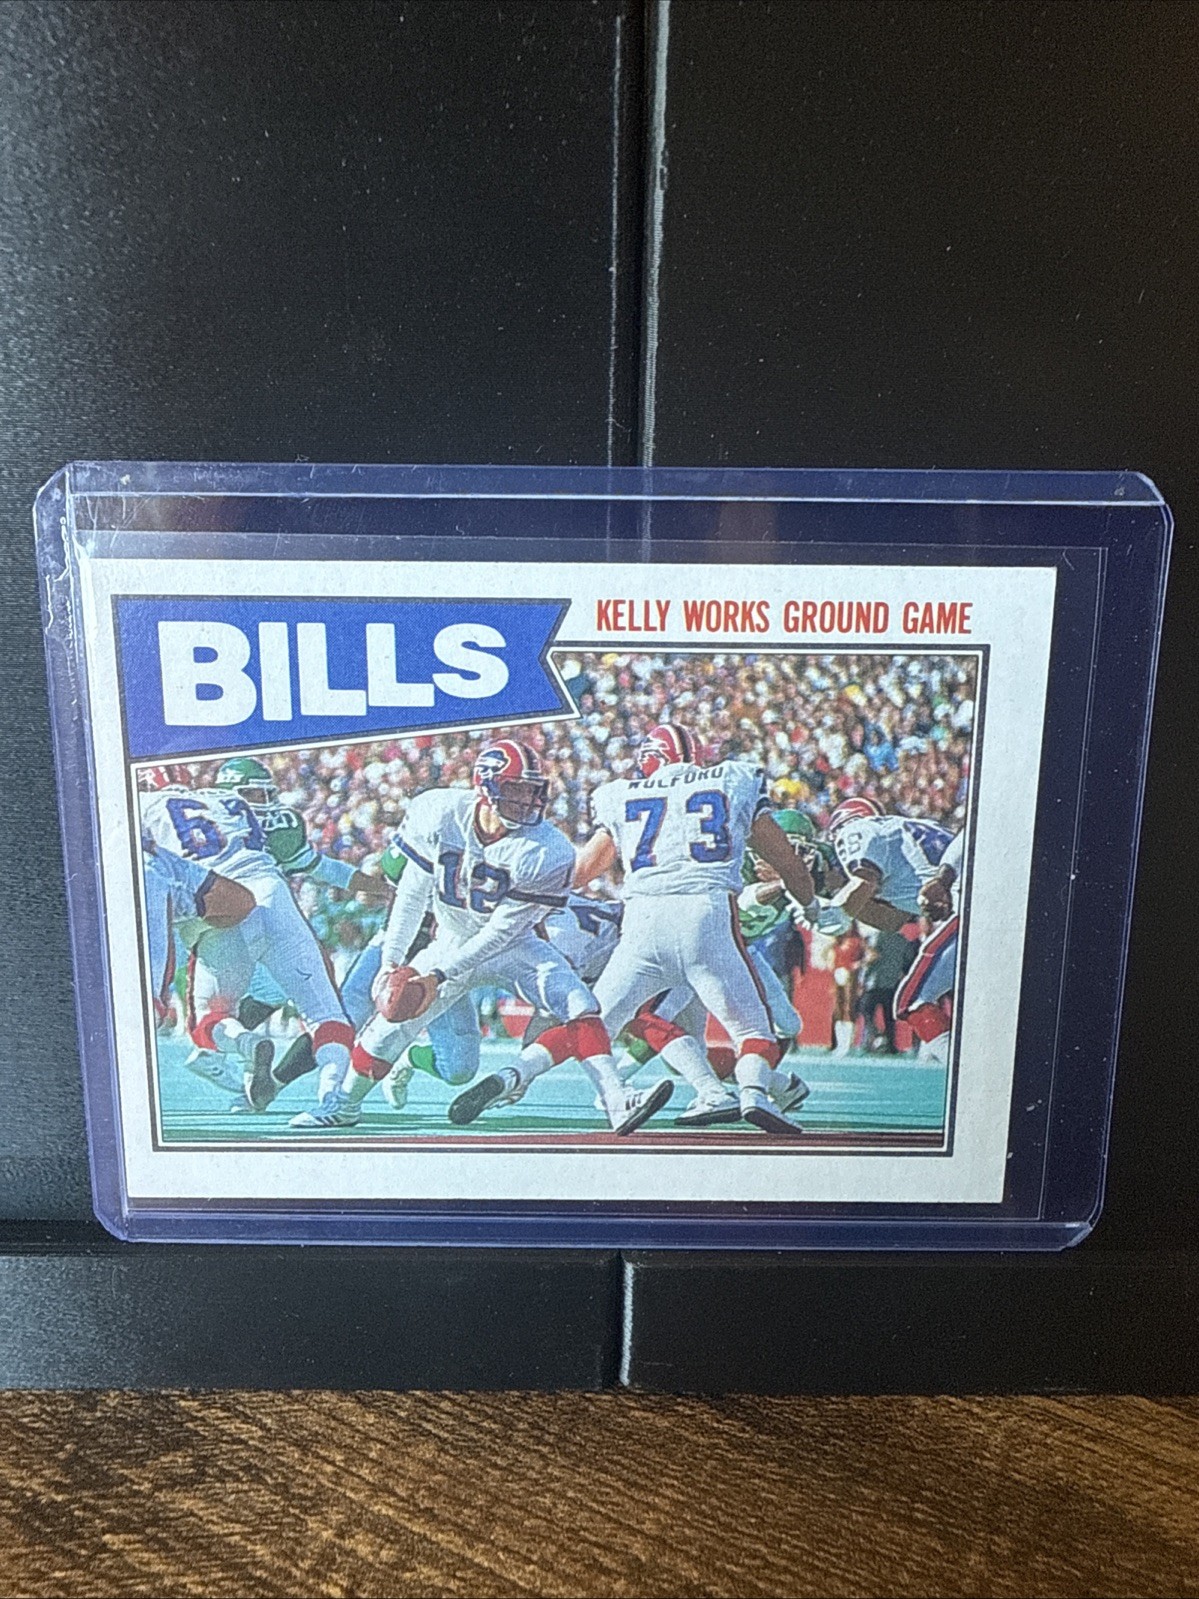 BILLS
KELLY WORKS GROUND GAME
WOLFORD
73
12